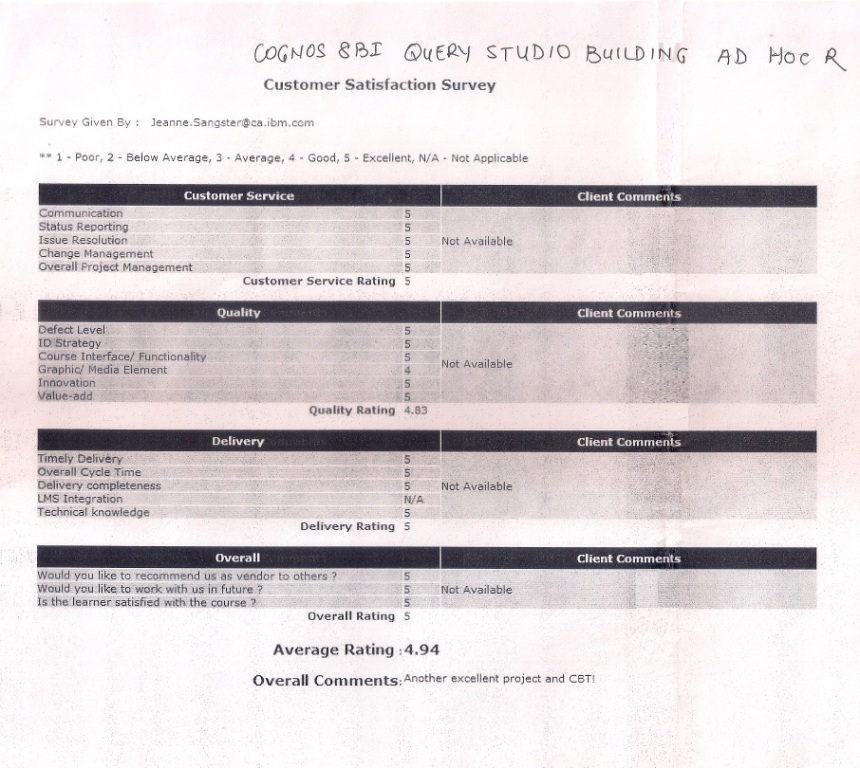 COGNOS 8BI QUERY STUDIO BUILDING AD HOC R
Customer Satisfaction Survey
Survey Given By : Jeanne.Sangster@ca.ibm.com
** 1 - Poor, 2 - Below Average, 3 - Average, 4 - Good, 5 - Excellent, N/A - Not Applicable
Customer Service Client Comments
Communication 5
Status Reporting 5
Issue Resolution 5 Not Available
Change Management 5
Overall Project Management 5
Customer Service Rating 5
Quality Client Comments
Defect Level 5
ID Strategy 5
Course Interface/ Functionality 5 Not Available
Graphic/ Media Element 4
Innovation 5
Value-add 5
Quality Rating 4.83
Delivery Client Comments
Timely Delivery 5
Overall Cycle Time 5
Delivery completeness 5 Not Available
LMS Integration N/A
Technical knowledge 5
Delivery Rating 5
Overall Client Comments
Would you like to recommend us as vendor to others ? 5
Would you like to work with us in future ? 5 Not Available
Is the learner satisfied with the course ? 5
Overall Rating 5
Average Rating : 4.94
Overall Comments: Another excellent project and CBT!